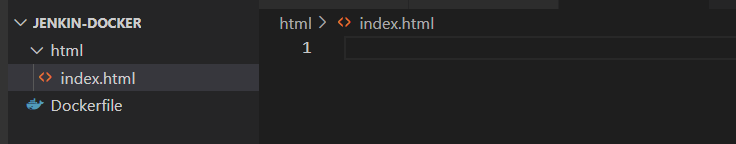 JENKIN-DOCKER
html
index.html
Dockerfile
html > index.html
1